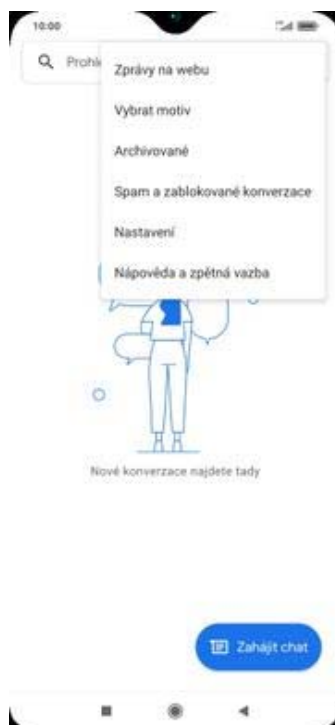 10:00
Zprávy na webu
Vybrat motiv
Archivované
Spam a zablokované konverzace
Nastavení
Nápověda a zpětná vazba
Nové konverzace najdete tady
Zahájit chat